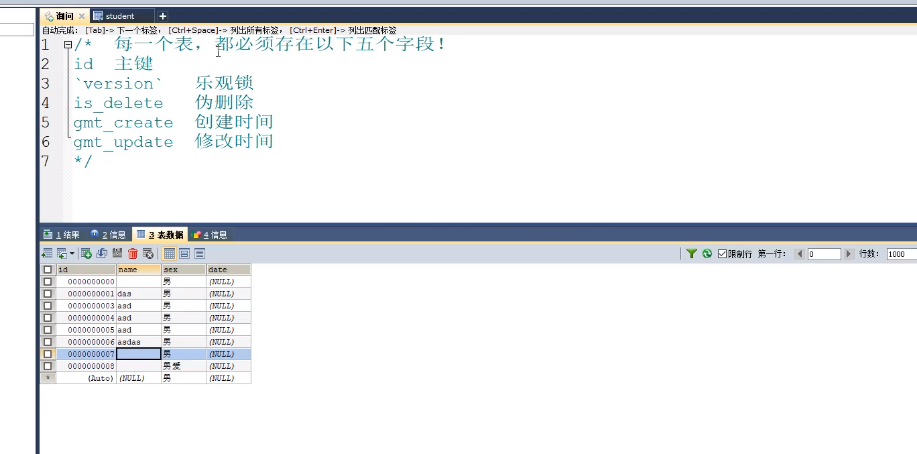 询问 student
自动完成: [Tab]-> 下一个标签, [Ctrl+Space]-> 列出所有标签, [Ctrl+Enter]-> 列出匹配标签
1 /* 每一个表，都必须存在以下五个字段！
2 id 主键
3 `version` 乐观锁
4 is_delete 伪删除
5 gmt_create 创建时间
6 gmt_update 修改时间
7 */
1 结果 2 信息 3 表数据 4 信息
限制行 第一行: 0 行数: 1000
id name sex date
0000000000 男 (NULL)
0000000001 das 男 (NULL)
0000000003 asd 男 (NULL)
0000000004 asd 男 (NULL)
0000000005 asd 男 (NULL)
0000000006 asdas 男 (NULL)
0000000007 男 (NULL)
0000000008 男爱 (NULL)
* (Auto) (NULL) 男 (NULL)